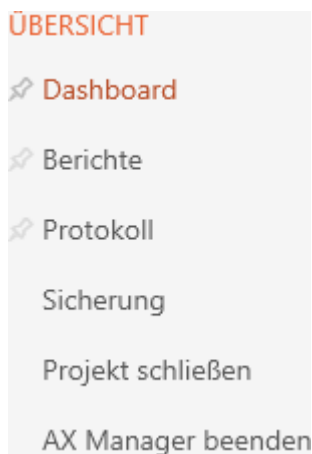 ÜBERSICHT
Dashboard
Berichte
Protokoll
Sicherung
Projekt schließen
AX Manager beenden